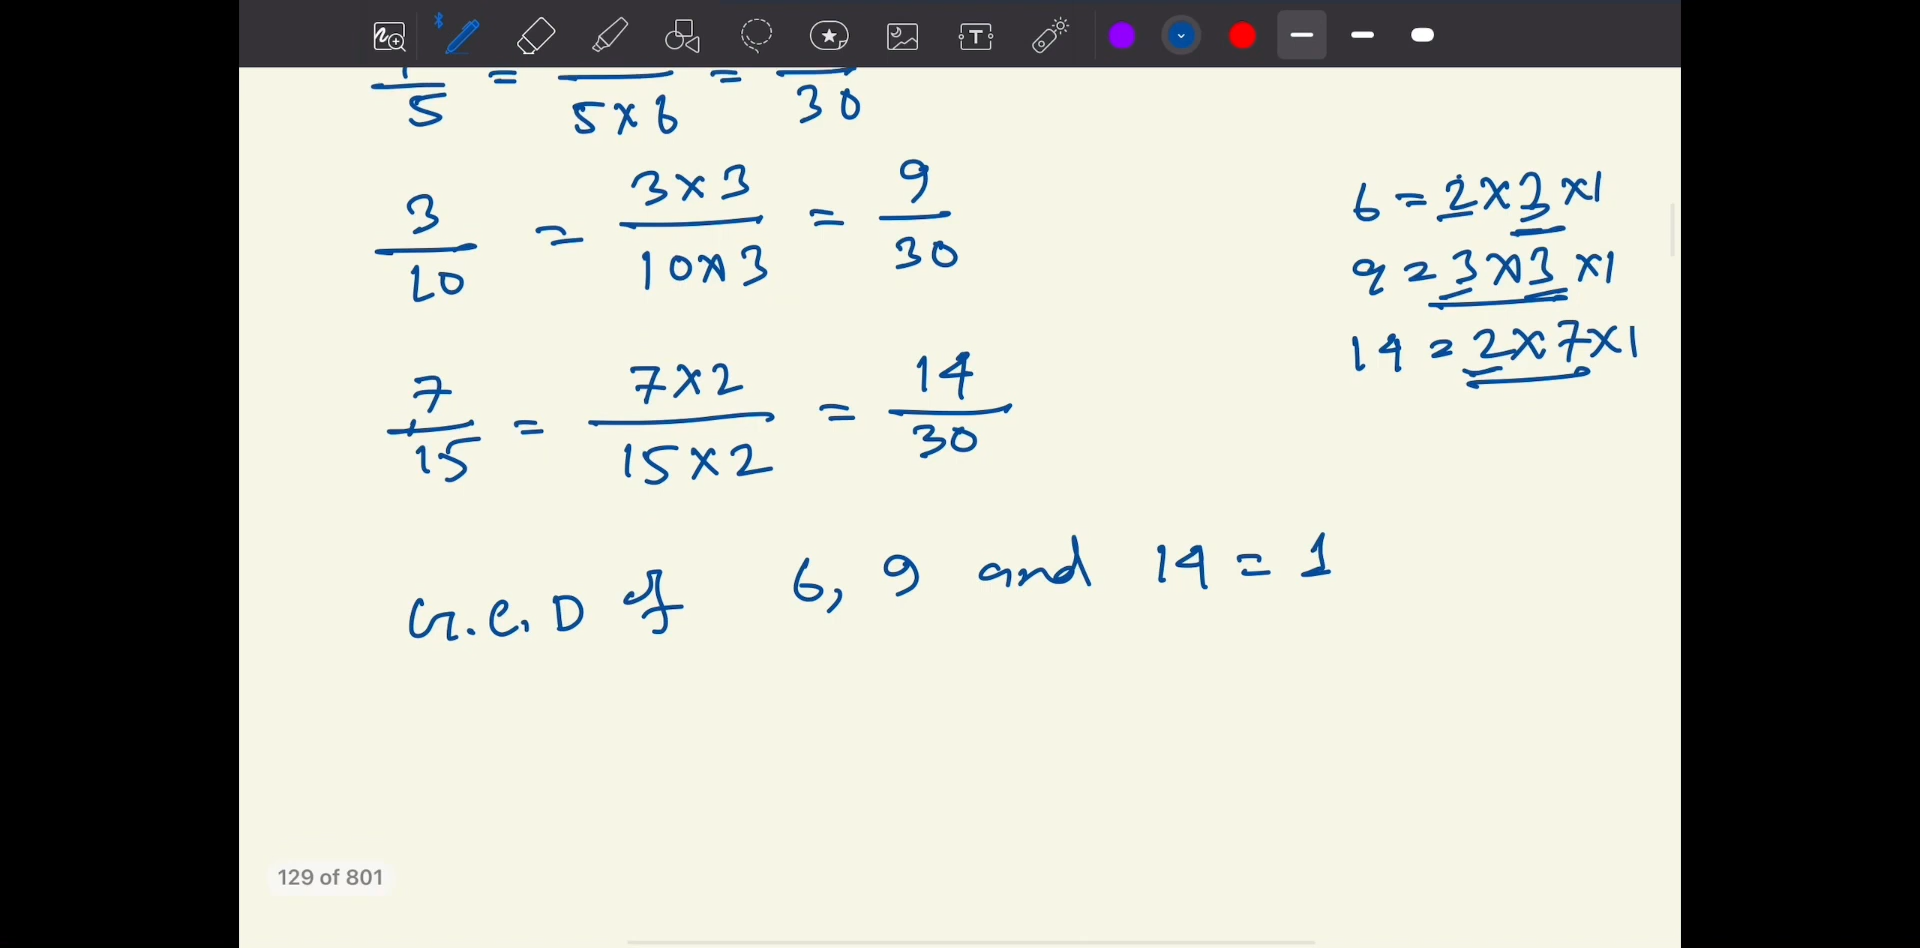 1/5 = /5×6 = /30
3/10 = 3×3/10×3 = 9/30
6 = 2×3×1
9 = 3×3×1
14 = 2×7×1
7/15 = 7×2/15×2 = 14/30
G.C.D of 6, 9 and 14 = 1
129 of 801